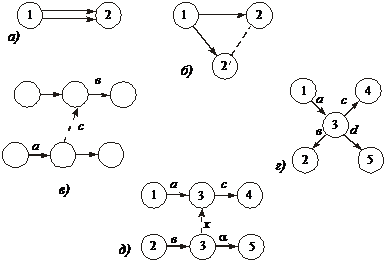 1 2
а)
1 2
2′
б)
в
с
а
в)
1 4
а с
3
в d
2 5
г)
1 а 3 с 4
х
2 в 3 а 5
д)